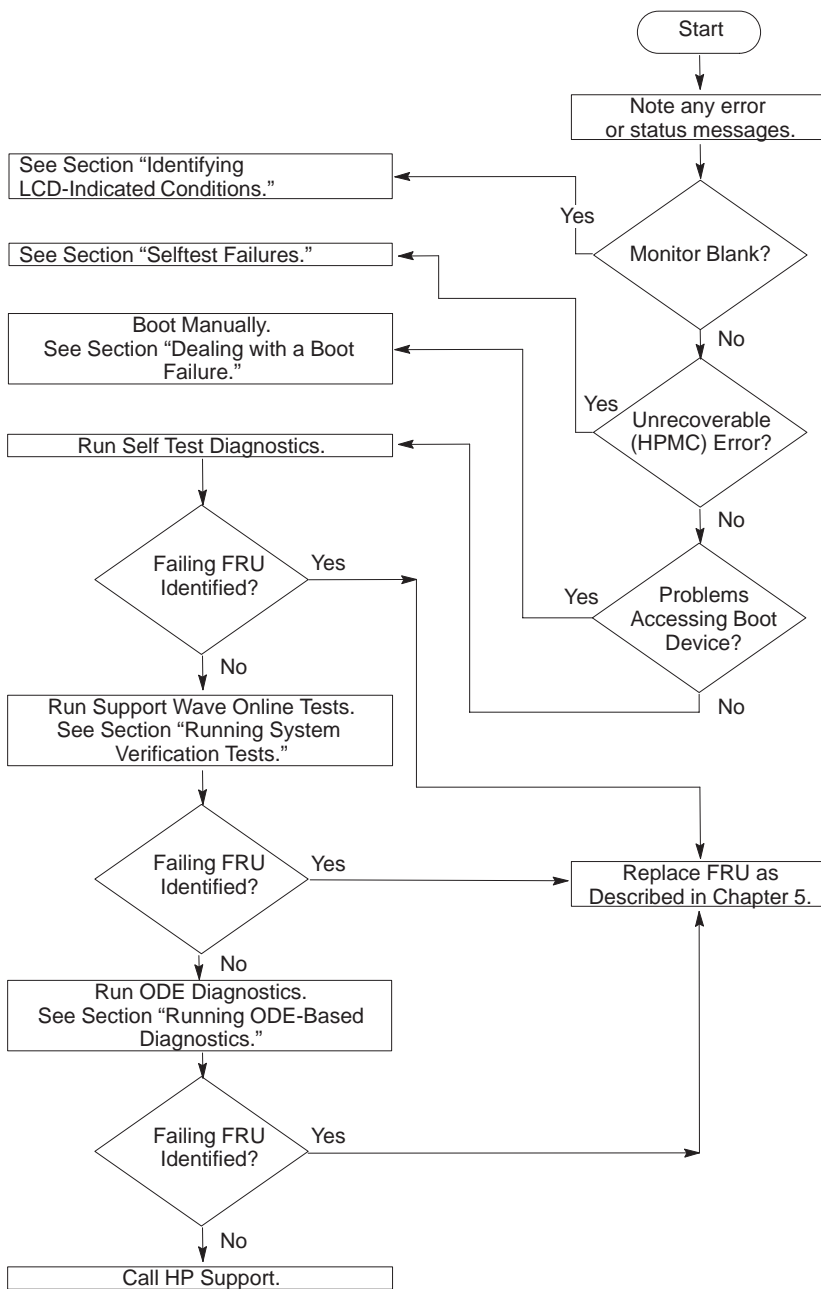 Start
Note any error
or status messages.
Monitor Blank?
Yes
See Section “Identifying
LCD-Indicated Conditions.”
No
Unrecoverable
(HPMC) Error?
Yes
See Section “Selftest Failures.”
No
Problems
Accessing Boot
Device?
Yes
Boot Manually.
See Section “Dealing with a Boot
Failure.”
No
Run Self Test Diagnostics.
Failing FRU
Identified?
Yes
No
Run Support Wave Online Tests.
See Section “Running System
Verification Tests.”
Failing FRU
Identified?
Yes
Replace FRU as
Described in Chapter 5.
No
Run ODE Diagnostics.
See Section “Running ODE-Based
Diagnostics.”
Failing FRU
Identified?
Yes
No
Call HP Support.